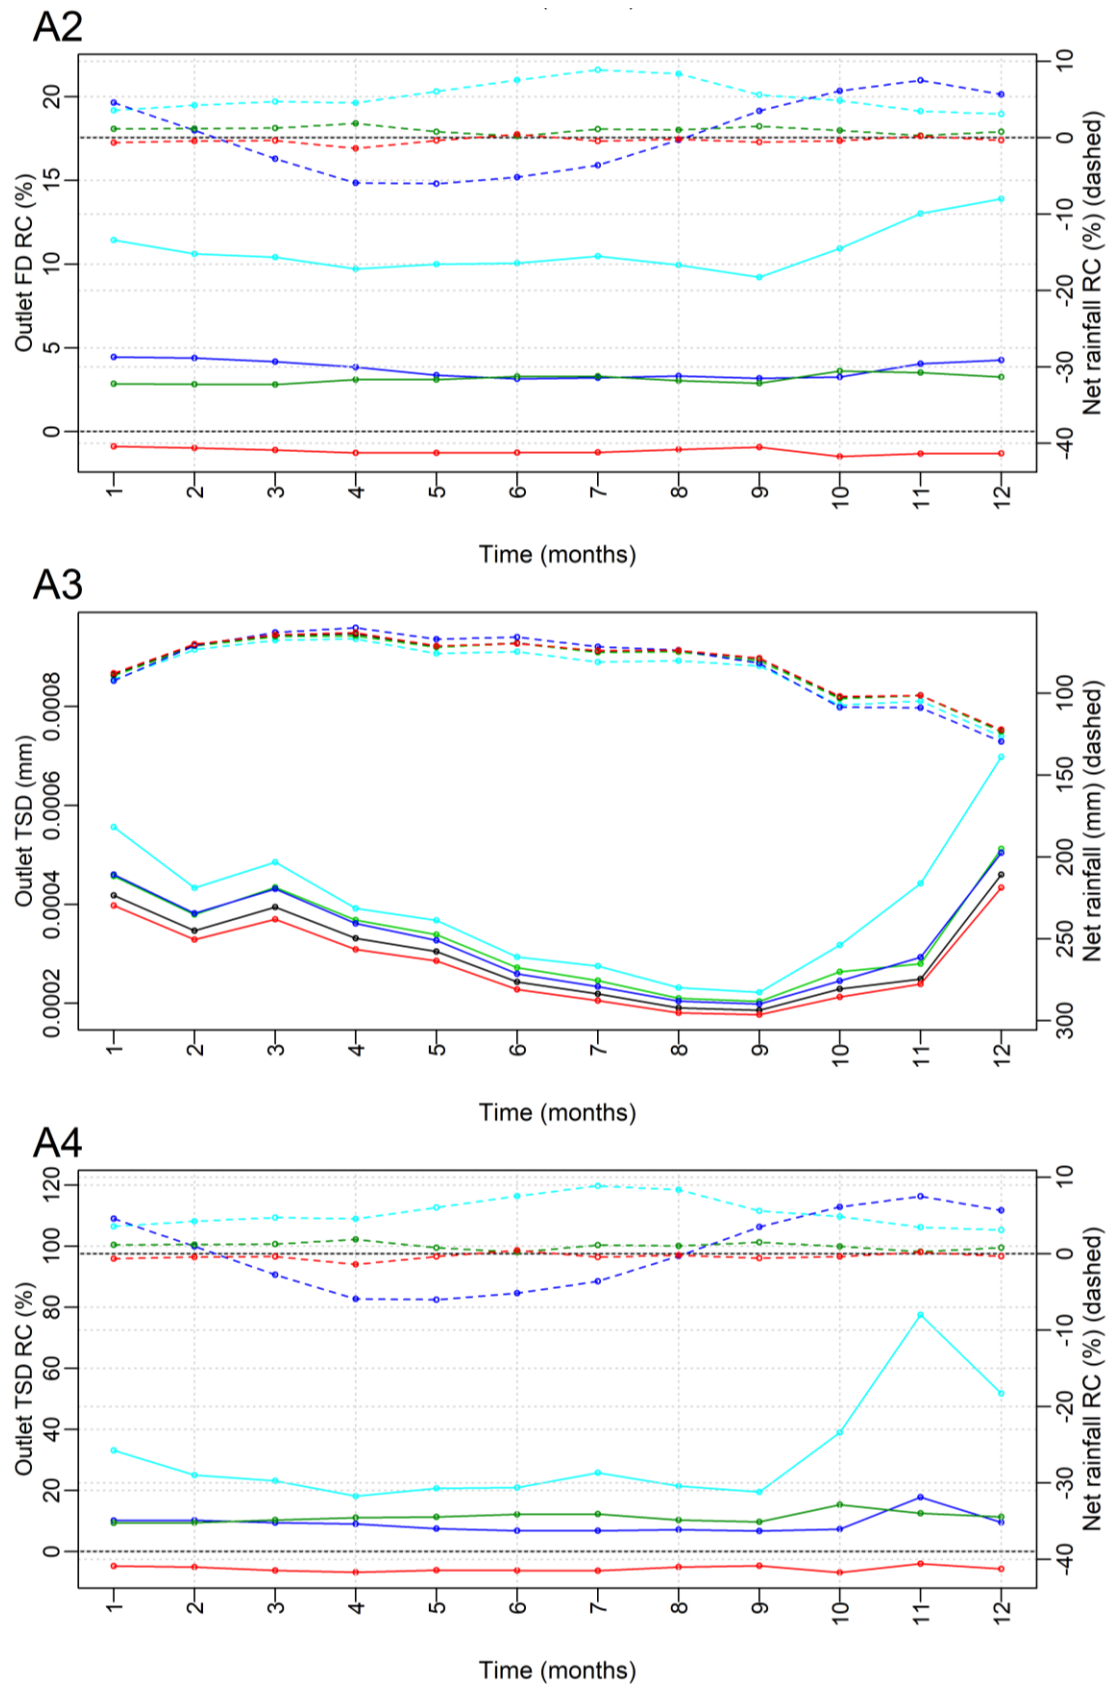 A2
Outlet FD RC (%)
20
15
10
5
0
10
0
-10
-20
-30
-40
Net rainfall RC (%) (dashed)
1 2 3 4 5 6 7 8 9 10 11 12
Time (months)
A3
Outlet TSD (mm)
0.0008
0.0006
0.0004
0.0002
100
150
200
250
300
Net rainfall (mm) (dashed)
1 2 3 4 5 6 7 8 9 10 11 12
Time (months)
A4
Outlet TSD RC (%)
120
100
80
60
40
20
0
10
0
-10
-20
-30
-40
Net rainfall RC (%) (dashed)
1 2 3 4 5 6 7 8 9 10 11 12
Time (months)